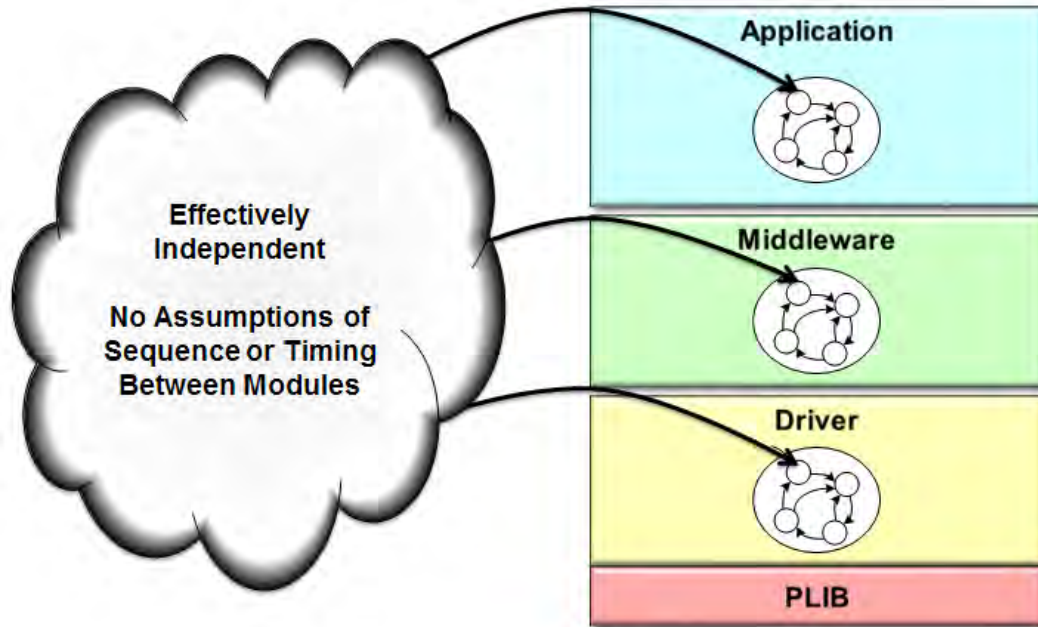 Effectively
Independent
No Assumptions of
Sequence or Timing
Between Modules
Application
Middleware
Driver
PLIB